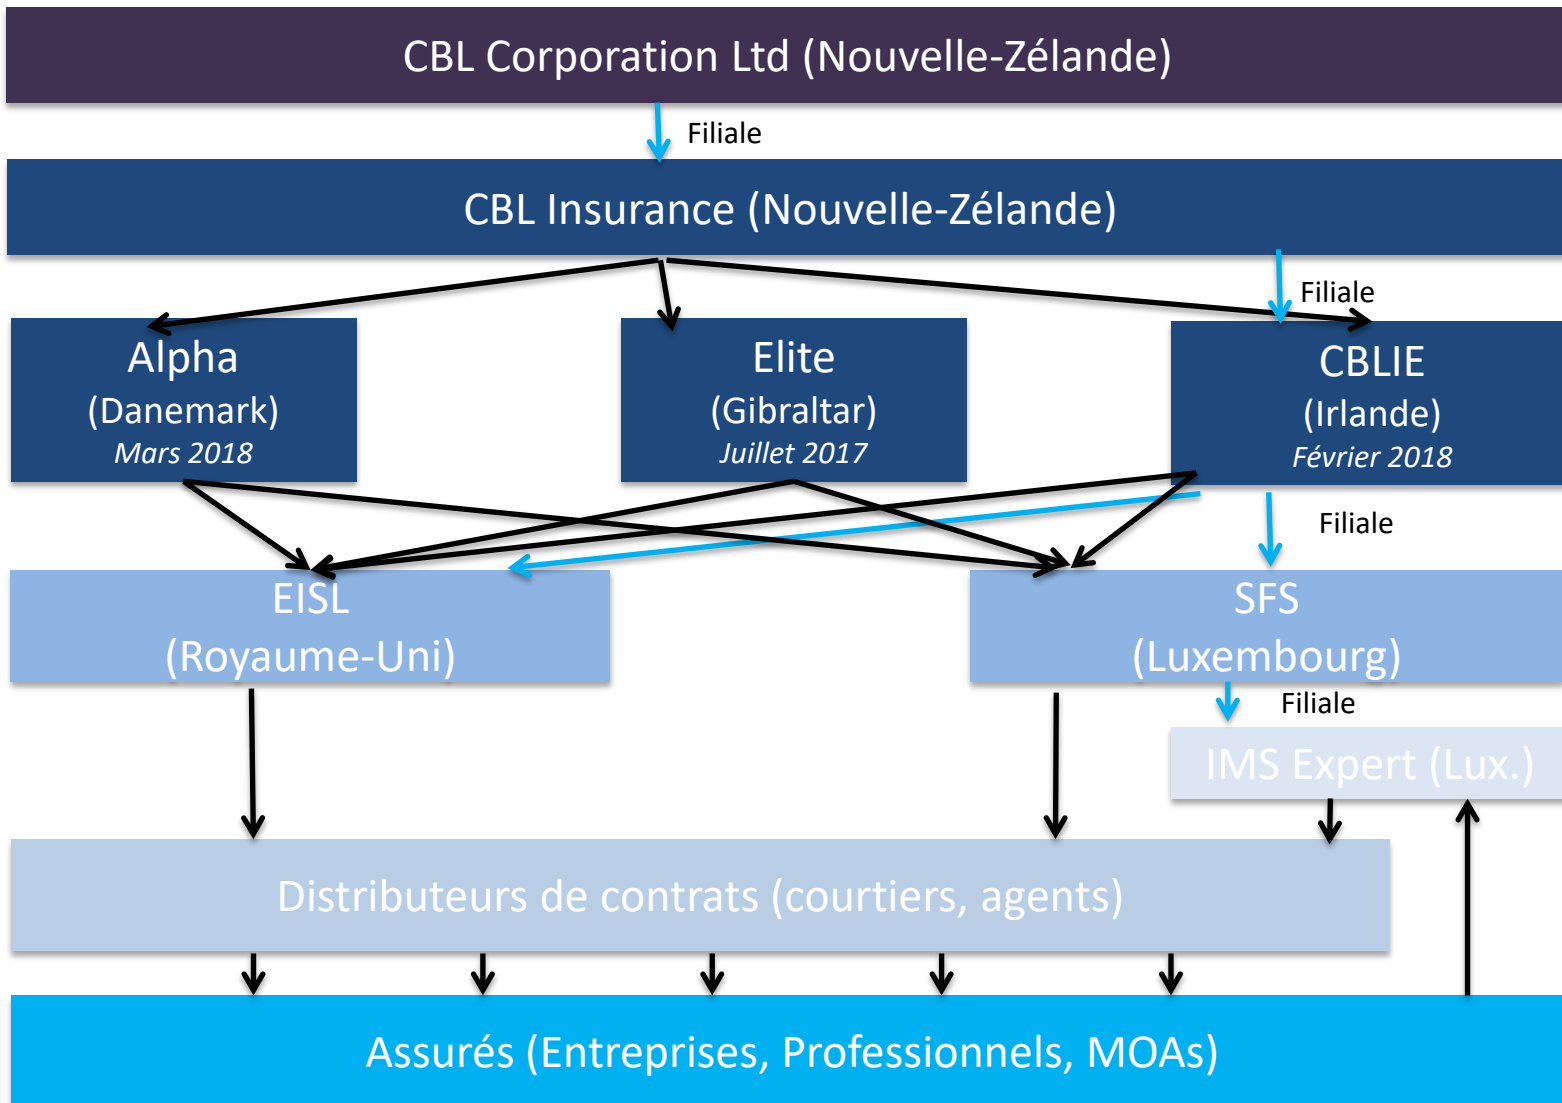 CBL Corporation Ltd (Nouvelle-Zélande)
Filiale
CBL Insurance (Nouvelle-Zélande)
Filiale
Alpha
(Danemark)
Mars 2018
Elite
(Gibraltar)
Juillet 2017
CBLIE
(Irlande)
Février 2018
Filiale
EISL
(Royaume-Uni)
SFS
(Luxembourg)
Filiale
IMS Expert (Lux.)
Distributeurs de contrats (courtiers, agents)
Assurés (Entreprises, Professionnels, MOAs)